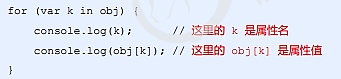 for (var k in obj) {
    console.log(k);      // 这里的 k 是属性名
    console.log(obj[k]); // 这里的 obj[k] 是属性值
}